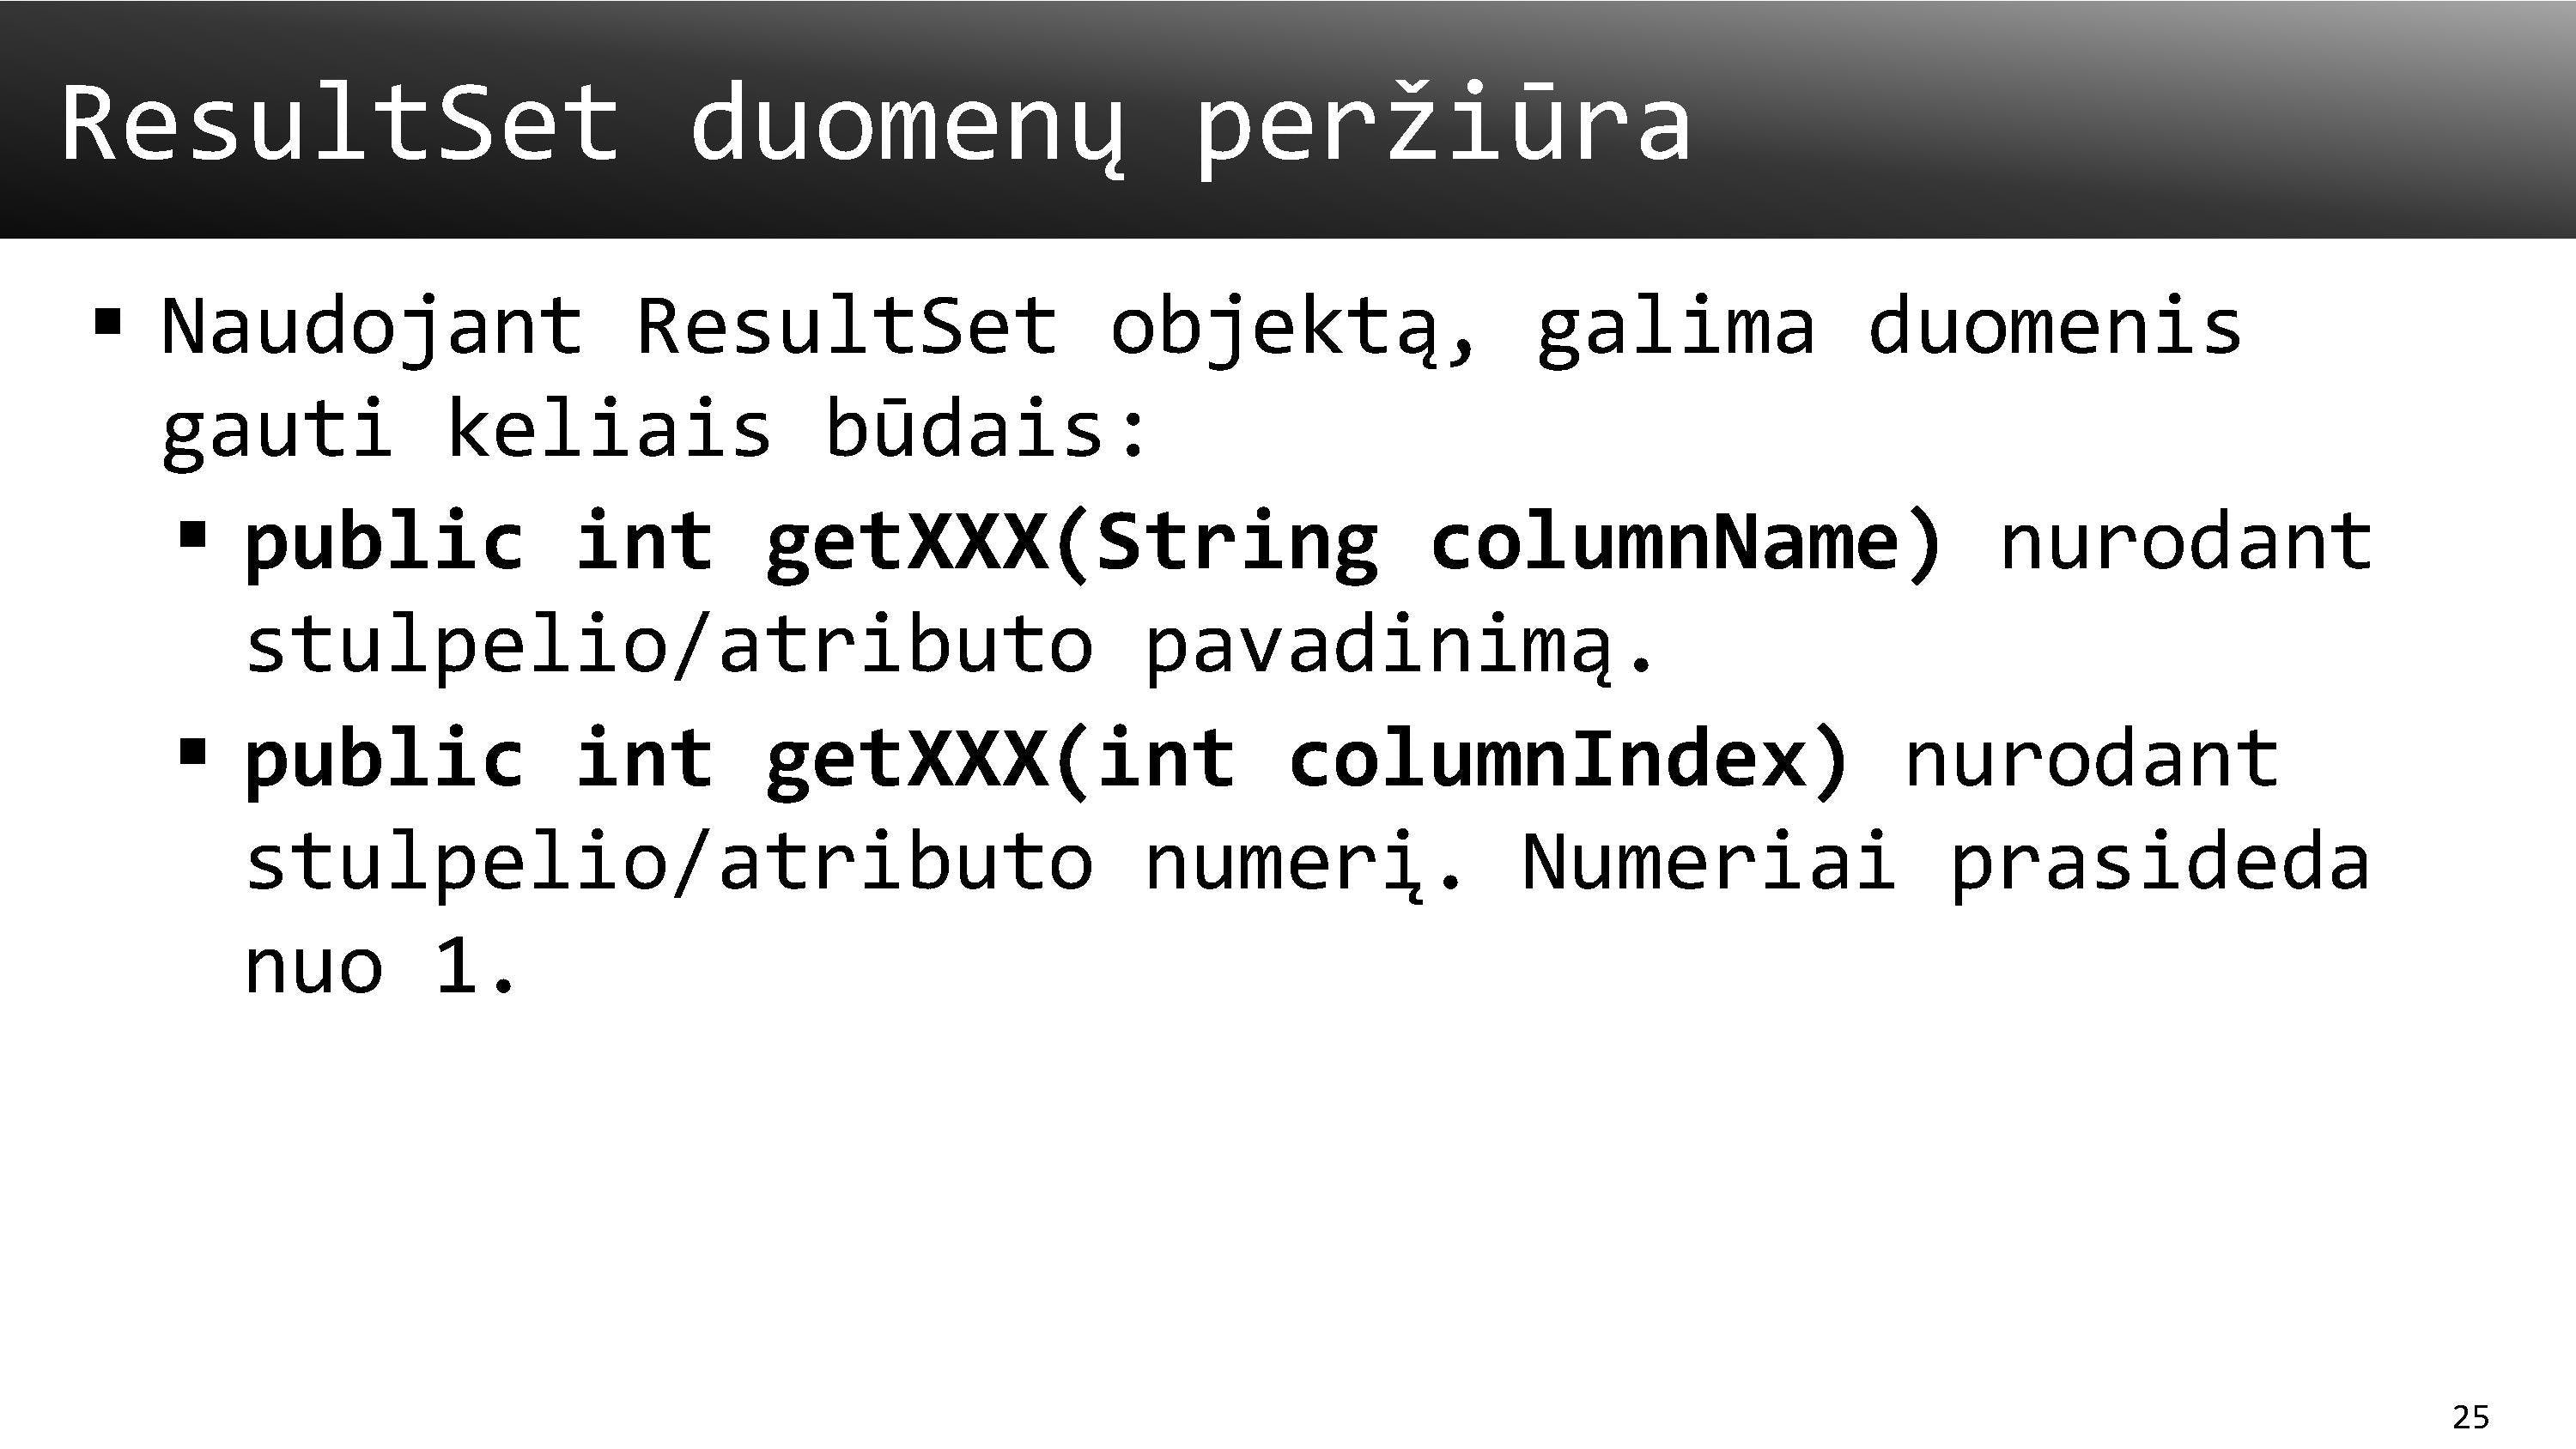 ResultSet duomenų peržiūra
▪ Naudojant ResultSet objektą, galima duomenis
gauti keliais būdais:
▪ public int getXXX(String columnName) nurodant
stulpelio/atributo pavadinimą.
▪ public int getXXX(int columnIndex) nurodant
stulpelio/atributo numerį. Numeriai prasideda
nuo 1.
25